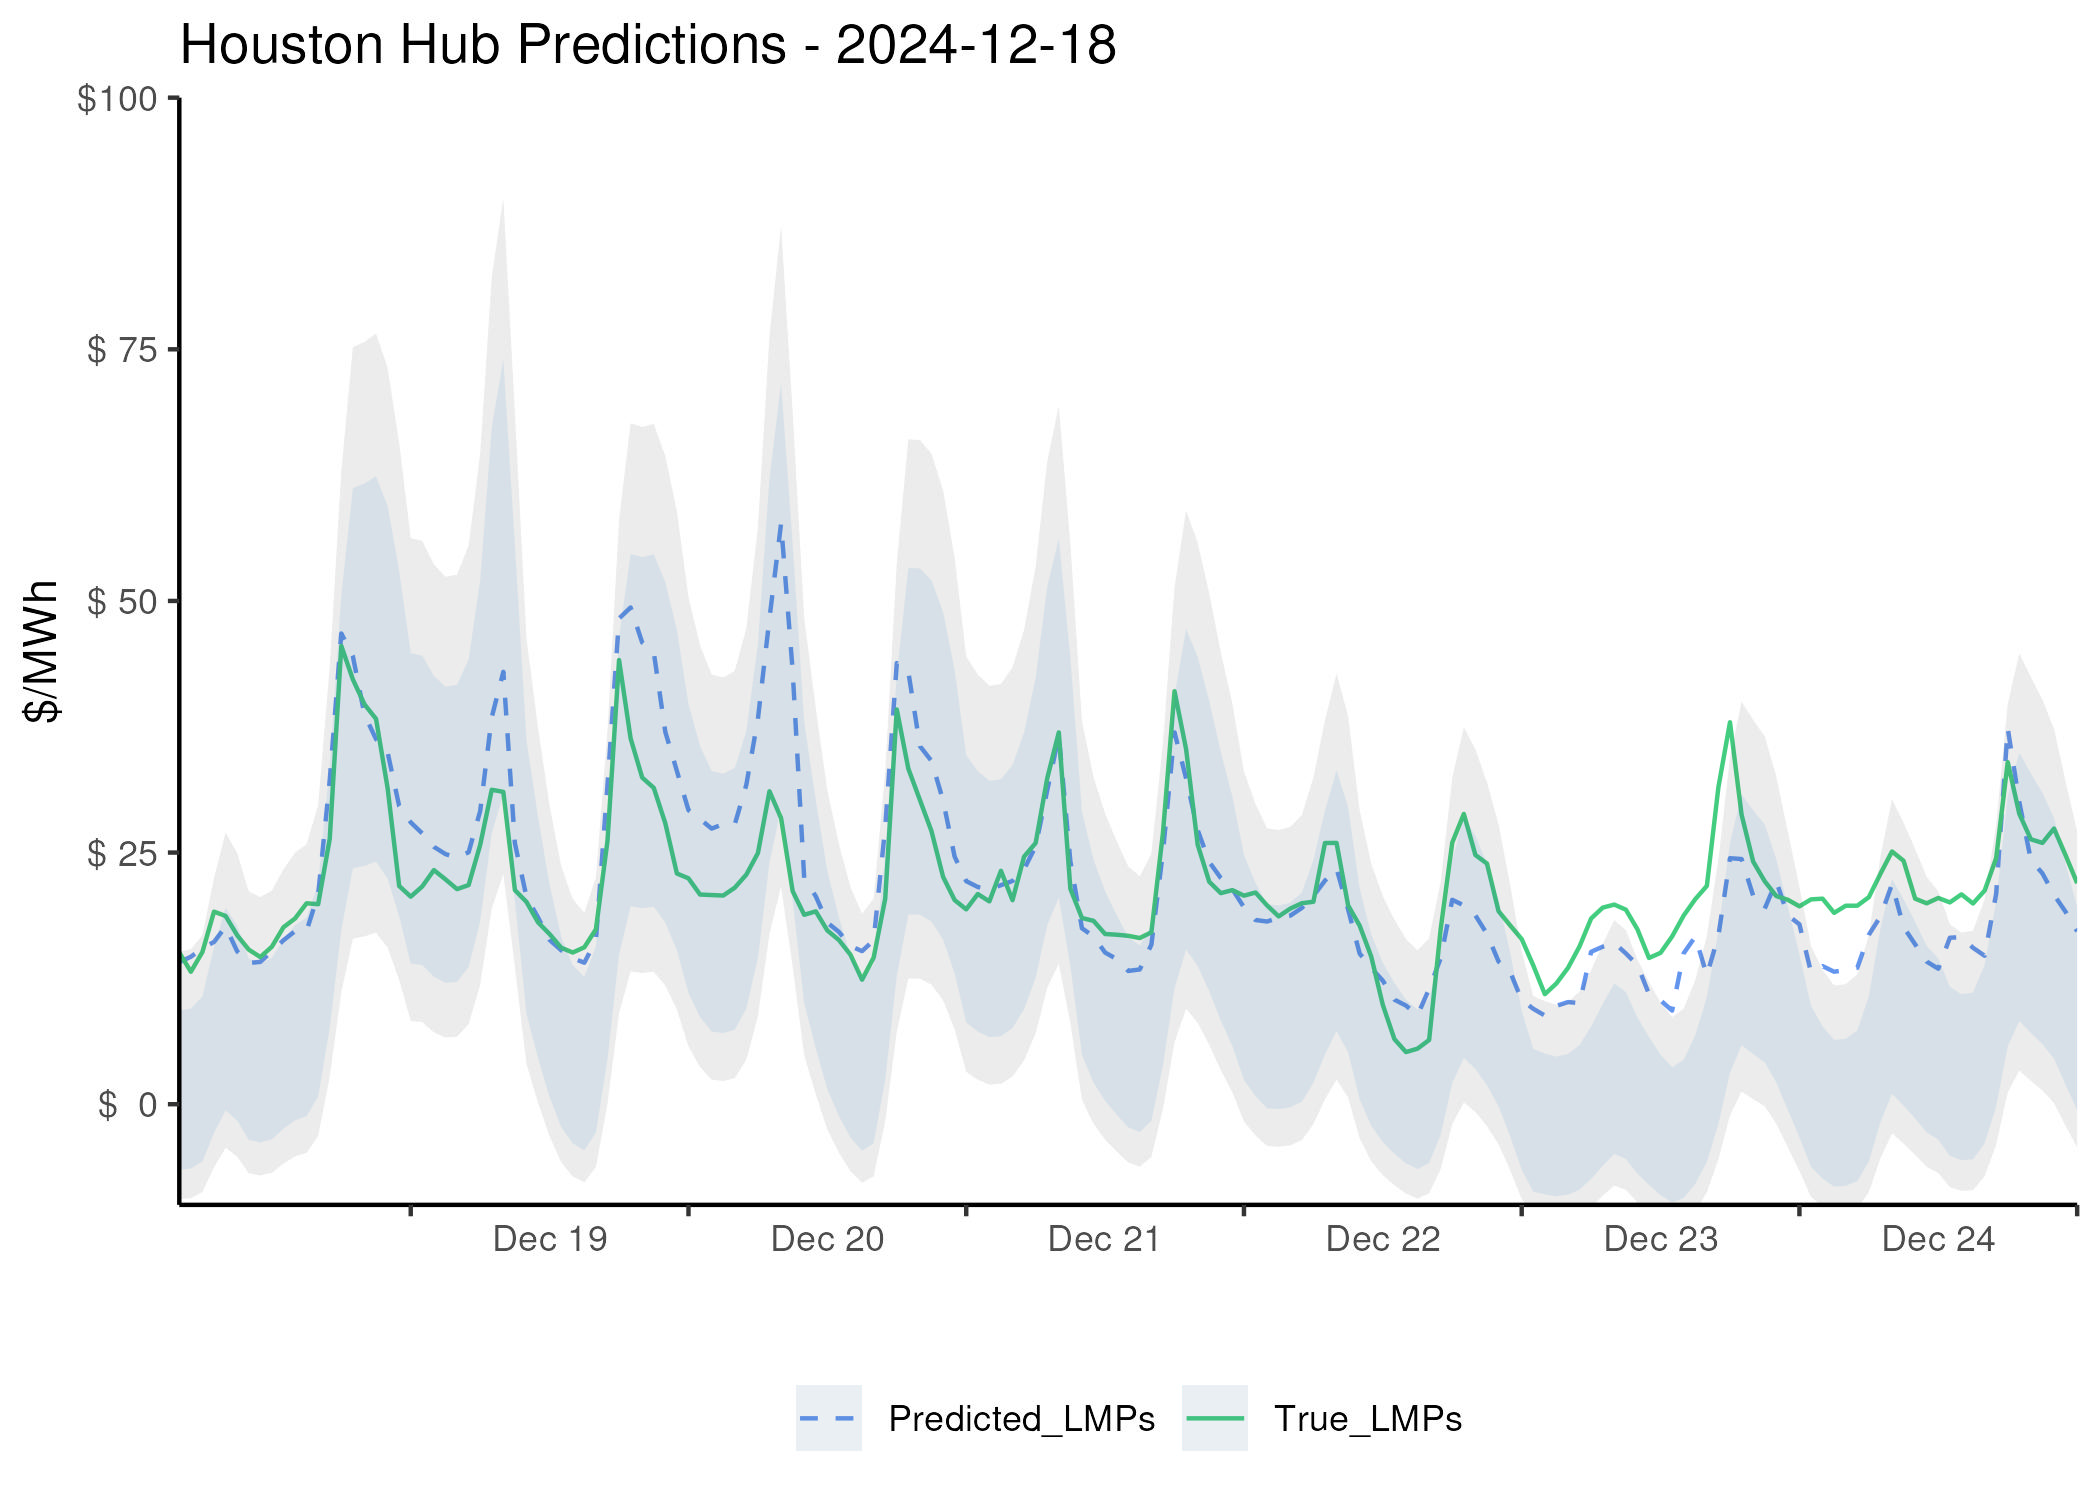 Houston Hub Predictions - 2024-12-18
$100
$ 75
$ 50
$ 25
$ 0
$/MWh
Dec 19 Dec 20 Dec 21 Dec 22 Dec 23 Dec 24
Predicted_LMPs True_LMPs